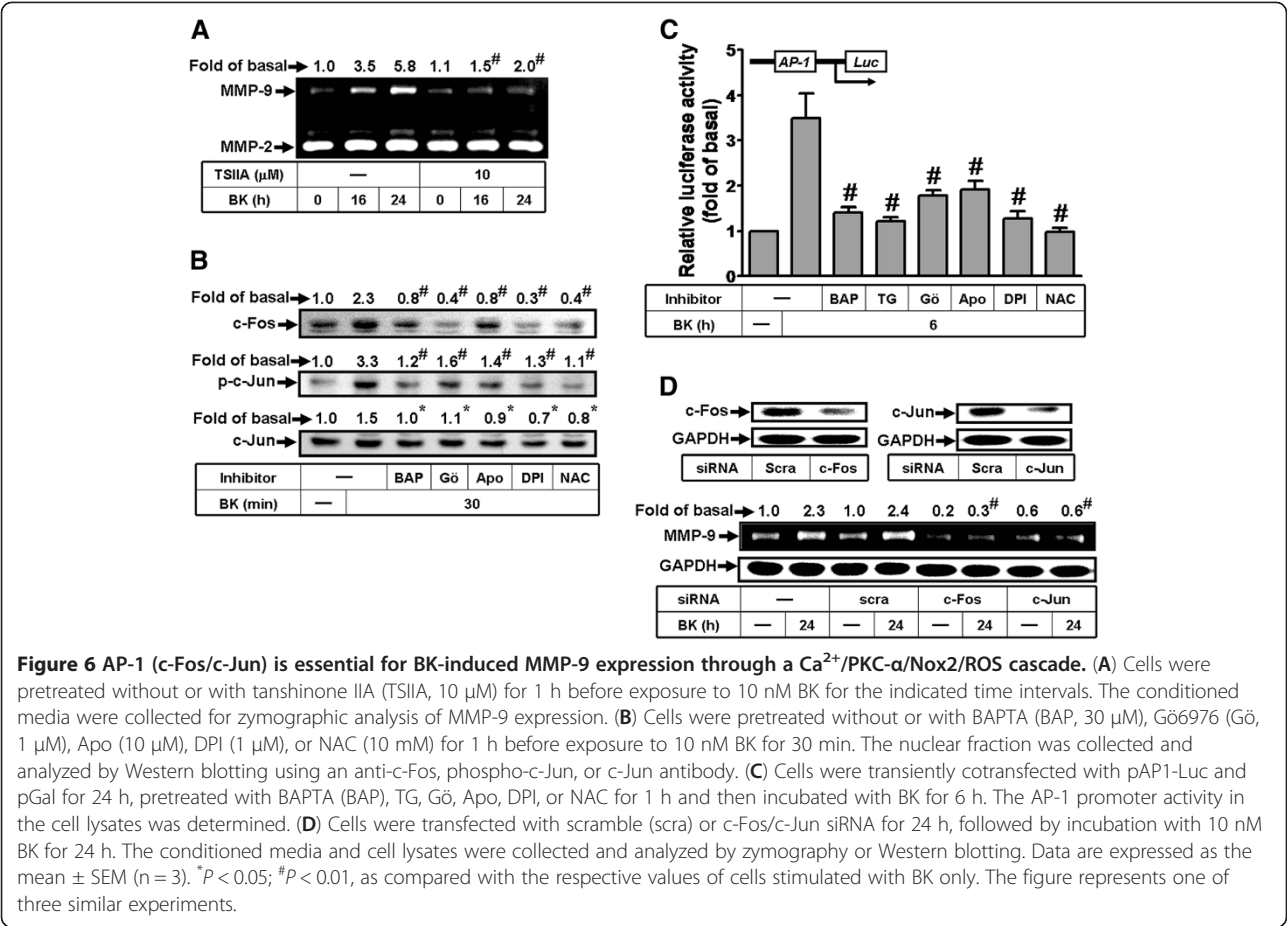 A
Fold of basal 1.0 3.5 5.8 1.1 1.5# 2.0#
MMP-9
MMP-2
TSIIA (μM) — 10
BK (h) 0 16 24 0 16 24
B
Fold of basal 1.0 2.3 0.8# 0.4# 0.8# 0.3# 0.4#
c-Fos
Fold of basal 1.0 3.3 1.2# 1.6# 1.4# 1.3# 1.1#
p-c-Jun
Fold of basal 1.0 1.5 1.0* 1.1* 0.9* 0.7* 0.8*
c-Jun
Inhibitor — BAP Gö Apo DPI NAC
BK (min) — 30
C
Relative luciferase activity
(fold of basal)
5
4
3
2
1
0
AP-1 Luc
# # # # # #
Inhibitor — BAP TG Gö Apo DPI NAC
BK (h) — 6
D
c-Fos
GAPDH
siRNA Scra c-Fos
c-Jun
GAPDH
siRNA Scra c-Jun
Fold of basal 1.0 2.3 1.0 2.4 0.2 0.3# 0.6 0.6#
MMP-9
GAPDH
siRNA — scra c-Fos c-Jun
BK (h) — 24 — 24 — 24 — 24
Figure 6 AP-1 (c-Fos/c-Jun) is essential for BK-induced MMP-9 expression through a Ca2+/PKC-α/Nox2/ROS cascade. (A) Cells were
pretreated without or with tanshinone IIA (TSIIA, 10 μM) for 1 h before exposure to 10 nM BK for the indicated time intervals. The conditioned
media were collected for zymographic analysis of MMP-9 expression. (B) Cells were pretreated without or with BAPTA (BAP, 30 μM), Gö6976 (Gö,
1 μM), Apo (10 μM), DPI (1 μM), or NAC (10 mM) for 1 h before exposure to 10 nM BK for 30 min. The nuclear fraction was collected and
analyzed by Western blotting using an anti-c-Fos, phospho-c-Jun, or c-Jun antibody. (C) Cells were transiently cotransfected with pAP1-Luc and
pGal for 24 h, pretreated with BAPTA (BAP), TG, Gö, Apo, DPI, or NAC for 1 h and then incubated with BK for 6 h. The AP-1 promoter activity in
the cell lysates was determined. (D) Cells were transfected with scramble (scra) or c-Fos/c-Jun siRNA for 24 h, followed by incubation with 10 nM
BK for 24 h. The conditioned media and cell lysates were collected and analyzed by zymography or Western blotting. Data are expressed as the
mean ± SEM (n = 3). *P < 0.05; #P < 0.01, as compared with the respective values of cells stimulated with BK only. The figure represents one of
three similar experiments.